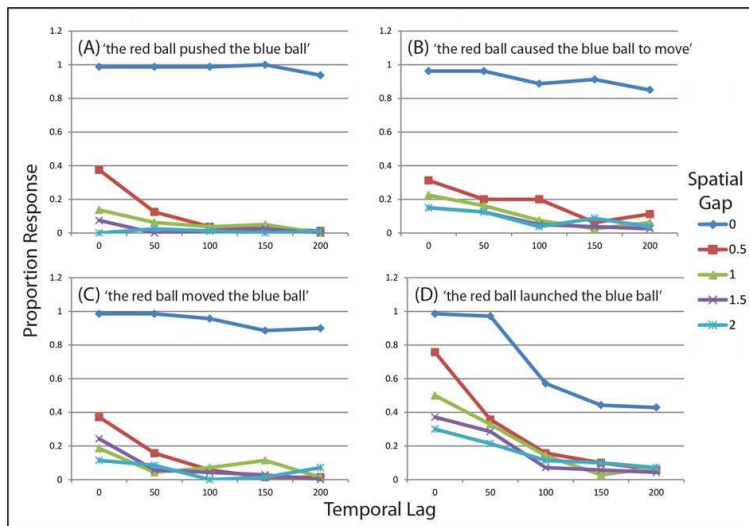 (A) 'the red ball pushed the blue ball'
1.2
1
0.8
0.6
0.4
0.2
0
0 50 100 150 200
(B) 'the red ball caused the blue ball to move'
1.2
1
0.8
0.6
0.4
0.2
0
0 50 100 150 200
Proportion Response
Spatial
Gap
0
0.5
1
1.5
2
(C) 'the red ball moved the blue ball'
1.2
1
0.8
0.6
0.4
0.2
0
0 50 100 150 200
(D) 'the red ball launched the blue ball'
1.2
1
0.8
0.6
0.4
0.2
0
0 50 100 150 200
Temporal Lag